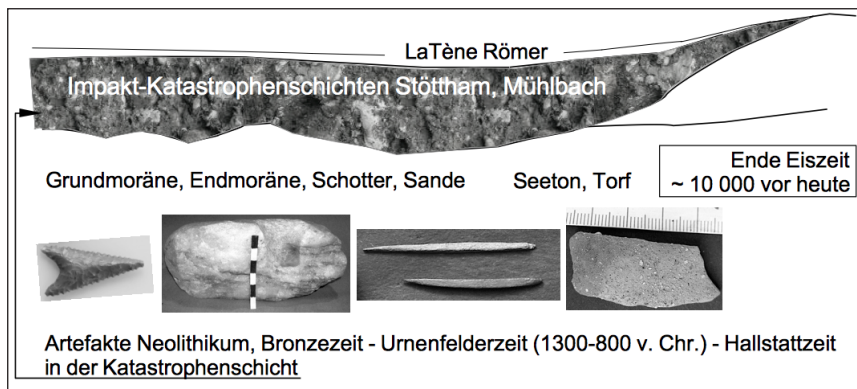 LaTène Römer
Impakt-Katastrophenschichten Stöttham, Mühlbach
Grundmoräne, Endmoräne, Schotter, Sande
Seeton, Torf
Ende Eiszeit
~ 10 000 vor heute
Artefakte Neolithikum, Bronzezeit - Urnenfelderzeit (1300-800 v. Chr.) - Hallstattzeit
in der Katastrophenschicht